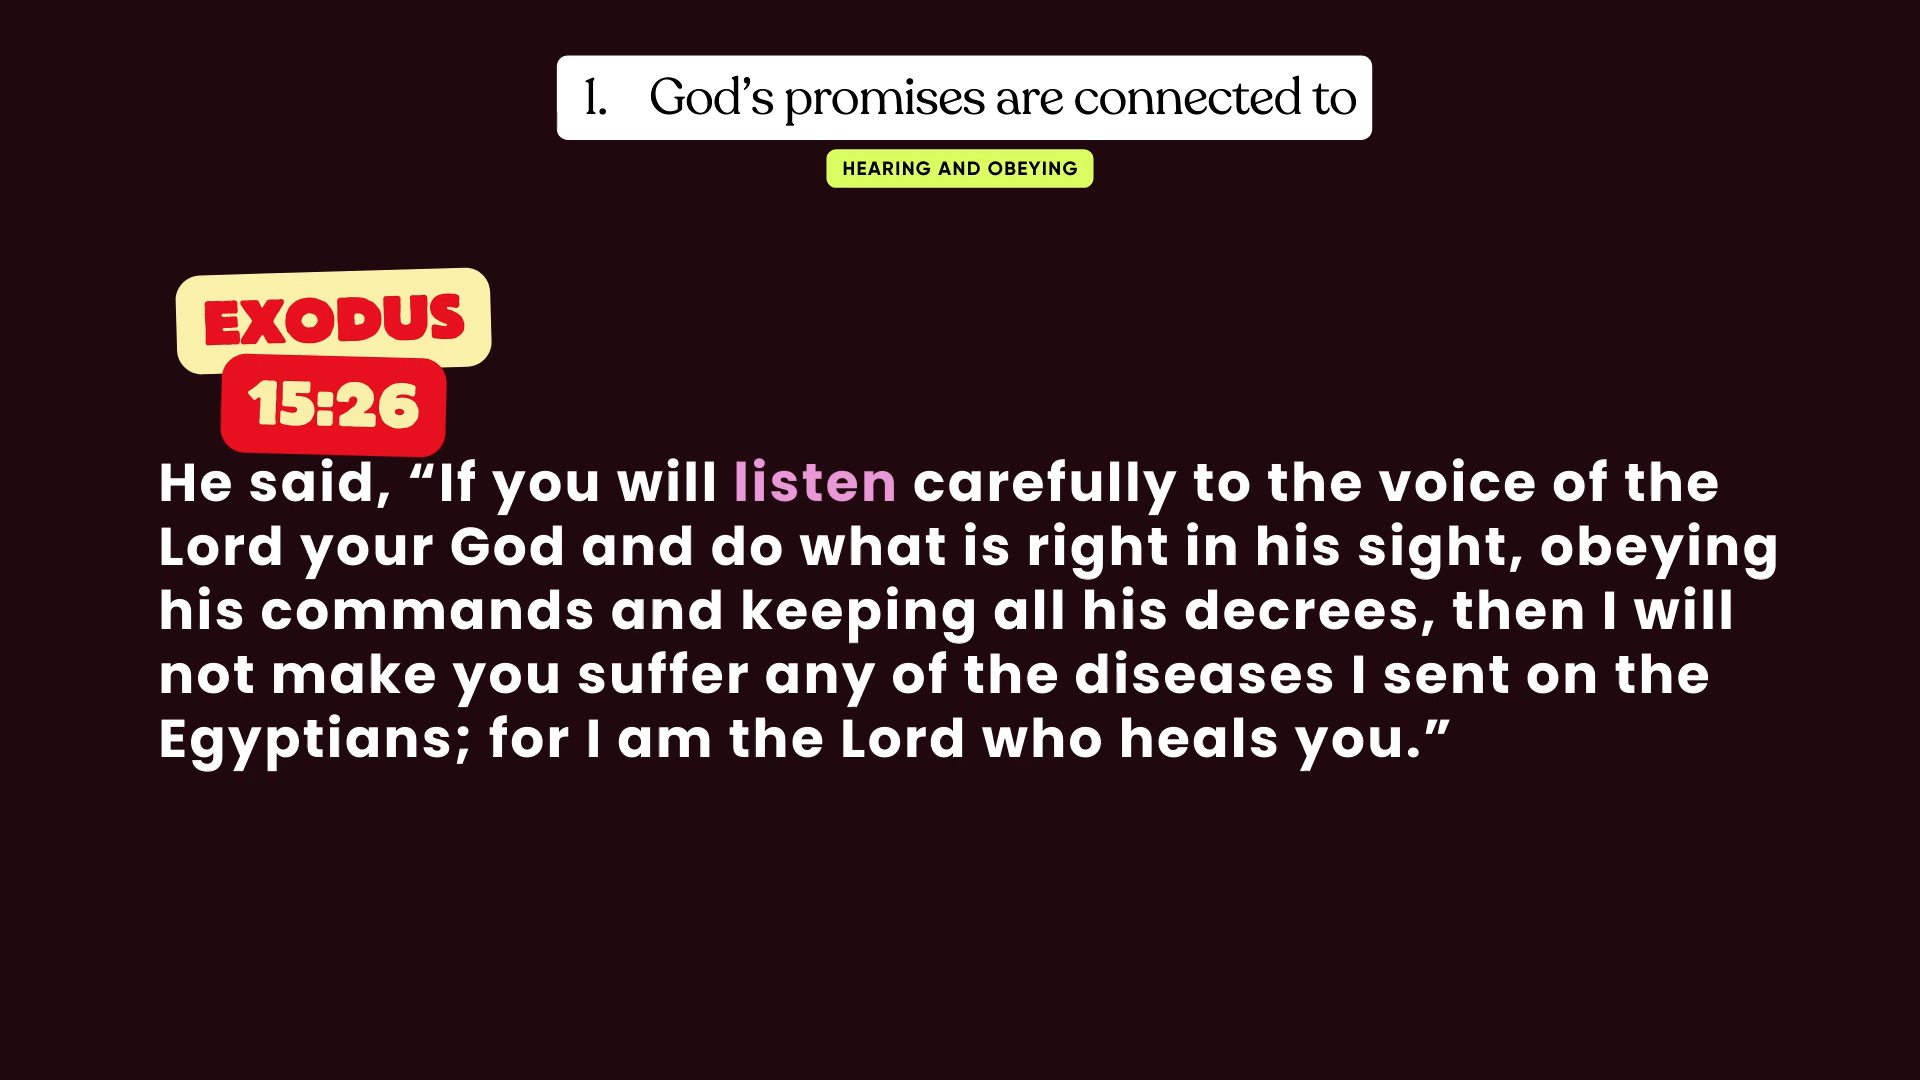 1. God’s promises are connected to
HEARING AND OBEYING
EXODUS
15:26
He said, “If you will listen carefully to the voice of the
Lord your God and do what is right in his sight, obeying
his commands and keeping all his decrees, then I will
not make you suffer any of the diseases I sent on the
Egyptians; for I am the Lord who heals you.”